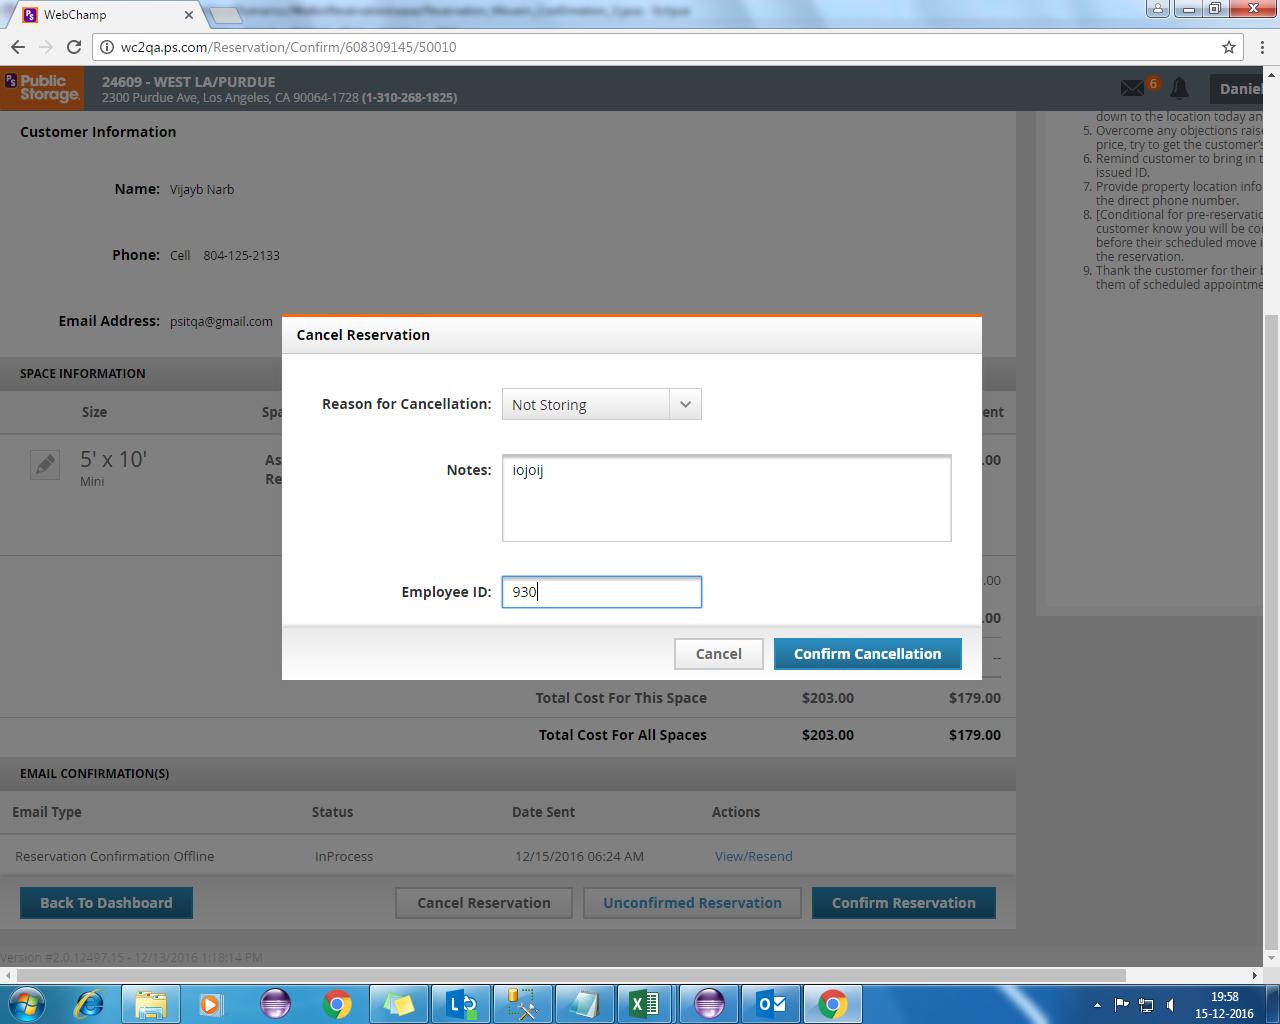 WebChamp
wc2qa.ps.com/Reservation/Confirm/608309145/50010
PS Public Storage.
24609 - WEST LA/PURDUE
2300 Purdue Ave, Los Angeles, CA 90064-1728 (1-310-268-1825)
6
Daniel
Customer Information
Name: Vijayb Narb
Phone: Cell 804-125-2133
Email Address: psitqa@gmail.com
down to the location today an
5. Overcome any objections raise
price, try to get the customer's
6. Remind customer to bring in t
issued ID.
7. Provide property location info
the direct phone number.
8. [Conditional for pre-reservatio
customer know you will be co
before their scheduled move i
the reservation.
9. Thank the customer for their b
them of scheduled appointme
SPACE INFORMATION
Size Spa ent
5' x 10' As .00
Mini Re
.00
.00
--
Cancel Reservation
Reason for Cancellation: Not Storing
Notes: iojoij
Employee ID: 930
Cancel Confirm Cancellation
Total Cost For This Space $203.00 $179.00
Total Cost For All Spaces $203.00 $179.00
EMAIL CONFIRMATION(S)
Email Type Status Date Sent Actions
Reservation Confirmation Offline InProcess 12/15/2016 06:24 AM View/Resend
Back To Dashboard Cancel Reservation Unconfirmed Reservation Confirm Reservation
Version #2.0.12497.15 - 12/13/2016 1:18:14 PM
19:58
15-12-2016